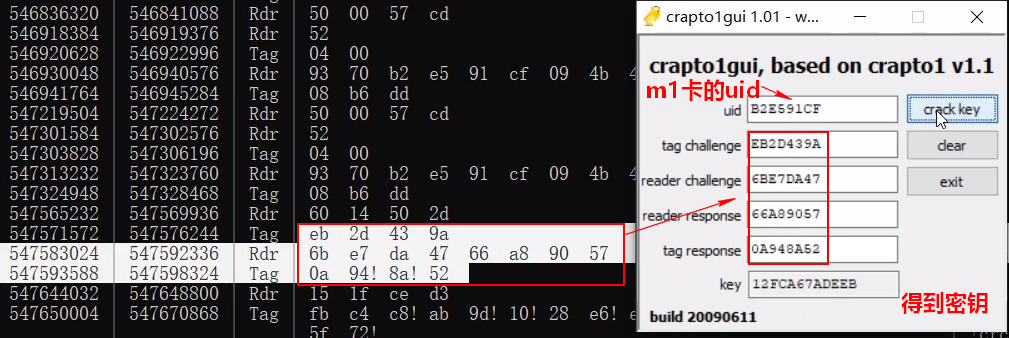 546836320 546841088 Rdr 50 00 57 cd
546918384 546919376 Rdr 52
546920628 546922996 Tag 04 00
546930048 546940576 Rdr 93 70 b2 e5 91 cf 09 4b
546941764 546945284 Tag 08 b6 dd
547219504 547224272 Rdr 50 00 57 cd
547301584 547302576 Rdr 52
547303828 547306196 Tag 04 00
547313232 547323760 Rdr 93 70 b2 e5 91 cf 09 4b
547324948 547328468 Tag 08 b6 dd
547565232 547569936 Rdr 60 14 50 2d
547571572 547576244 Tag eb 2d 43 9a
547583024 547592336 Rdr 6b e7 da 47 66 a8 90 57
547593588 547598324 Tag 0a 94! 8a! 52
547644032 547648800 Rdr 15 1f ce d3
547650004 547670868 Tag fb c4 c8! ab 9d! 10! 28 e6!
5f 72!
crapto1gui 1.01 - w...
crapto1gui, based on crapto1 v1.1
m1卡的uid
uid B2E591CF crack key
tag challenge EB2D439A clear
reader challenge 6BE7DA47 exit
reader response 66A89057
tag response 0A948A52
key 12FCA67ADEEB
得到密钥
build 20090611